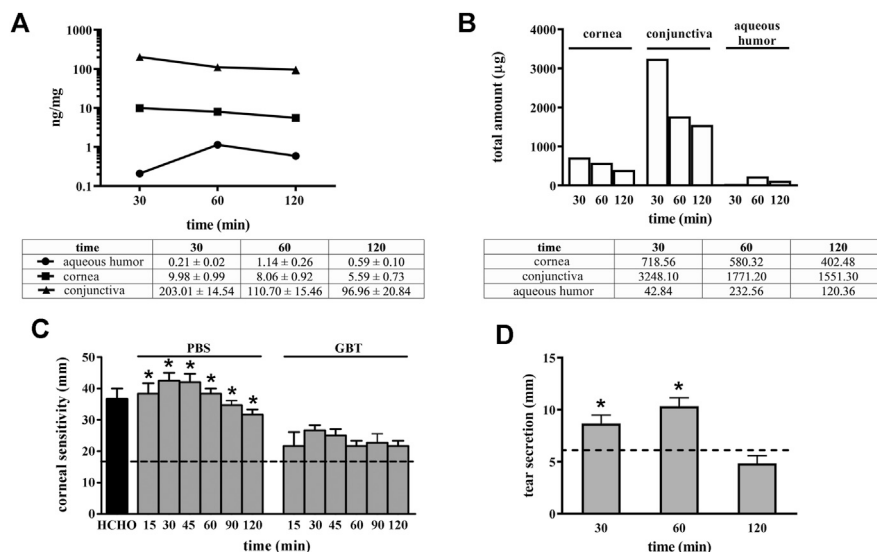 A
1000
100
10
1
0.1
ng/mg
30 60 120
time (min)
time 30 60 120
aqueous humor 0.21 ± 0.02 1.14 ± 0.26 0.59 ± 0.10
cornea 9.98 ± 0.99 8.06 ± 0.92 5.59 ± 0.73
conjunctiva 203.01 ± 14.54 110.70 ± 15.46 96.96 ± 20.84
B
cornea conjunctiva aqueous
humor
4000
3000
2000
1000
0
total amount (µg)
30 60 120 30 60 120 30 60 120
time (min)
time 30 60 120
cornea 718.56 580.32 402.48
conjunctiva 3248.10 1771.20 1551.30
aqueous humor 42.84 232.56 120.36
C
PBS GBT
50
40
30
20
10
0
corneal sensitivity (mm)
* * * * * *
HCHO 15 30 45 60 90 120 15 30 45 60 90 120
time (min)
D
15
10
5
0
tear secretion (mm)
* *
30 60 120
time (min)